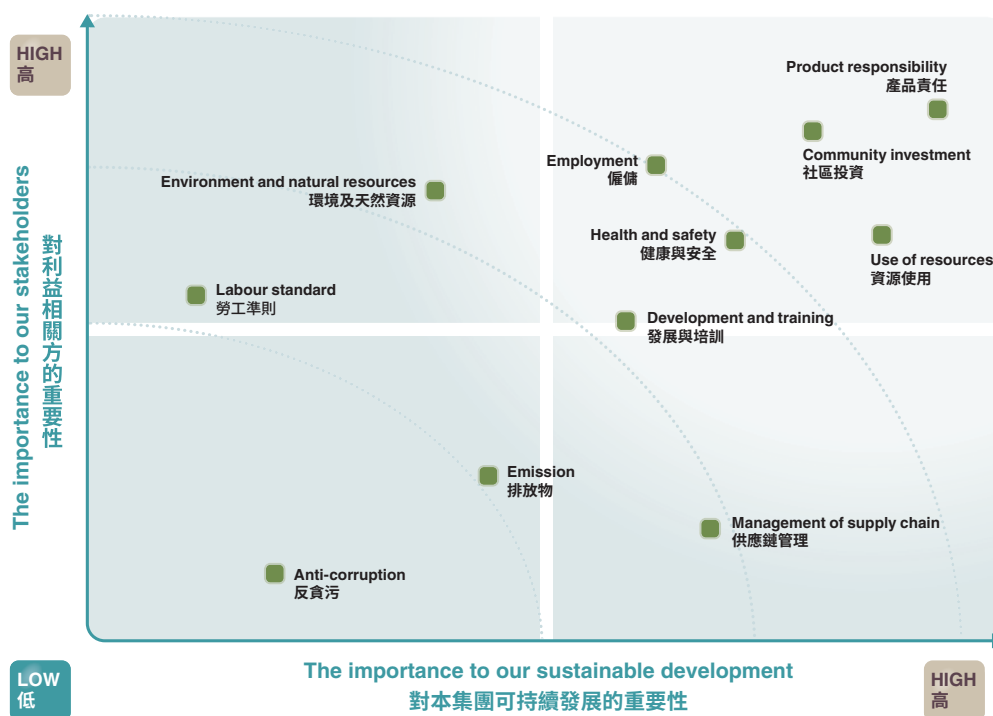 HIGH
高
Product responsibility
產品責任
Community investment
社區投資
Employment
僱傭
Environment and natural resources
環境及天然資源
Health and safety
健康與安全
Use of resources
資源使用
Labour standard
勞工準則
Development and training
發展與培訓
The importance to our stakeholders
對利益相關方的重要性
Emission
排放物
Management of supply chain
供應鏈管理
Anti-corruption
反貪污
LOW
低
The importance to our sustainable development
對本集團可持續發展的重要性
HIGH
高